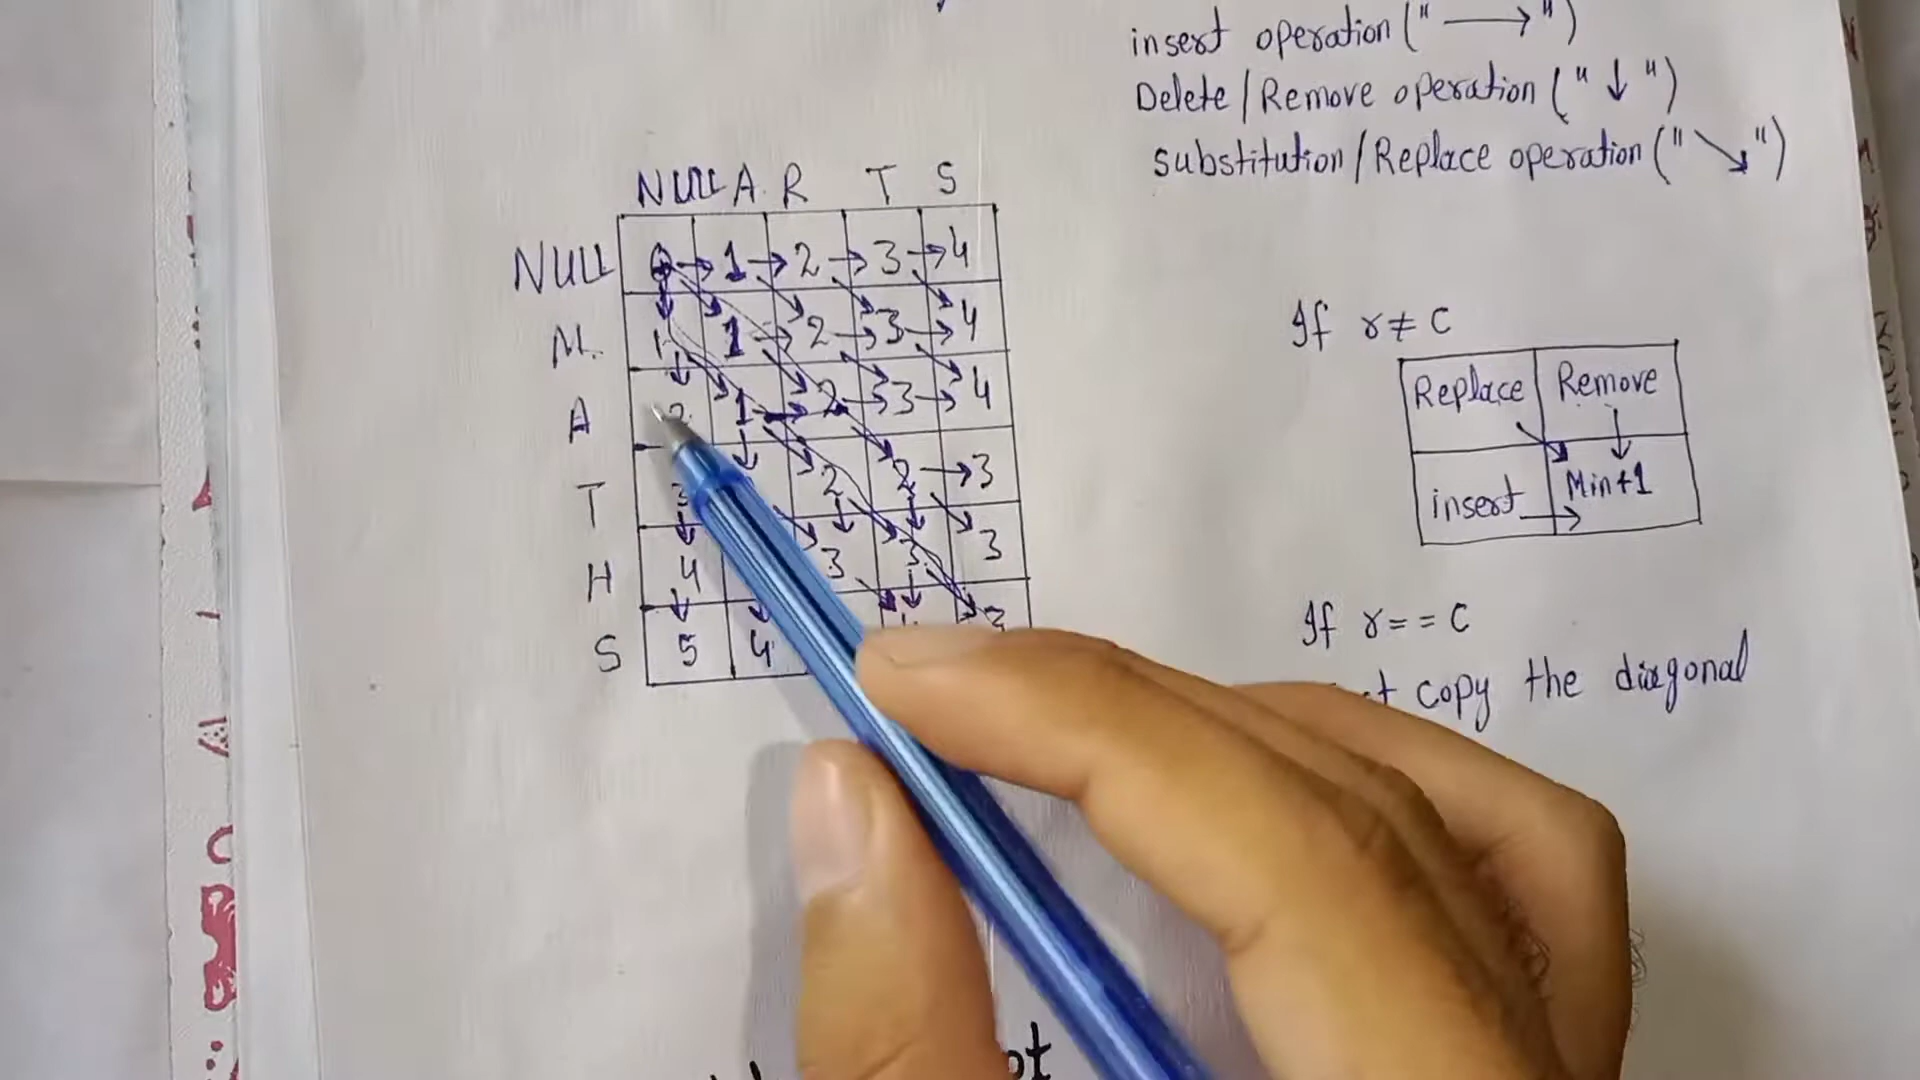 insert operation (" → ")
Delete/Remove operation (" ↓ ")
substitution/Replace operation (" ↘ ")
NULL A R T S
NULL 0 → 1 → 2 → 3 → 4
M 1 1 → 2 → 3 → 4
A 2 1 → 2 → 3 → 4
T 3 2 2 → 3
H 4 3 3 3
S 5 4 3
If r ≠ C
Replace Remove
insert → Min+1
If r = = C
copy the diagonal